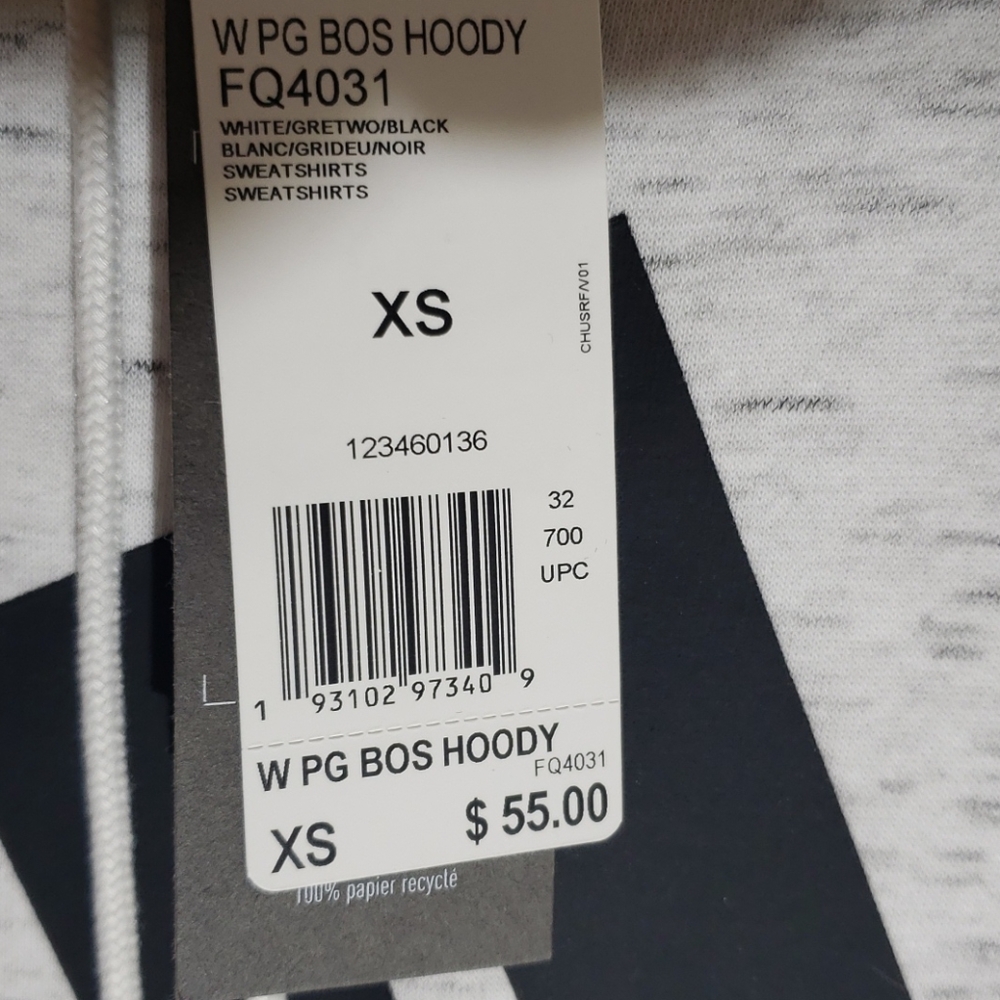 W PG BOS HOODY
FQ4031
WHITE/GRETWO/BLACK
BLANC/GRIDEU/NOIR
SWEATSHIRTS
SWEATSHIRTS
XS
CHUSRF/V01
123460136
32
700
UPC
1 93102 97340 9
W PG BOS HOODY
FQ4031
XS $ 55.00
100% papier recyclé